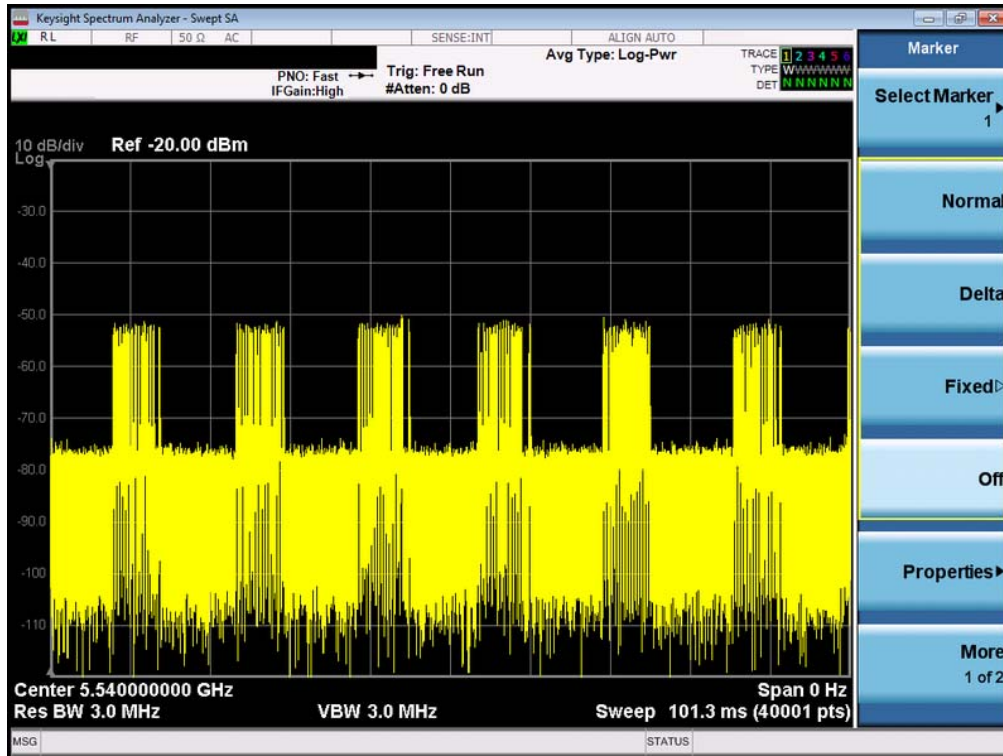 Keysight Spectrum Analyzer - Swept SA
LXI RL RF 50 Ω AC SENSE:INT ALIGN AUTO
PNO: Fast
IFGain:High
Trig: Free Run
#Atten: 0 dB
Avg Type: Log-Pwr
TRACE 1 2 3 4 5 6
TYPE WWWWWW
DET N N N N N N
10 dB/div Ref -20.00 dBm
Log
-30.0
-40.0
-50.0
-60.0
-70.0
-80.0
-90.0
-100
-110
Center 5.540000000 GHz Span 0 Hz
Res BW 3.0 MHz VBW 3.0 MHz Sweep 101.3 ms (40001 pts)
MSG STATUS
Marker
Select Marker
1
Normal
Delta
Fixed
Off
Properties
More
1 of 2